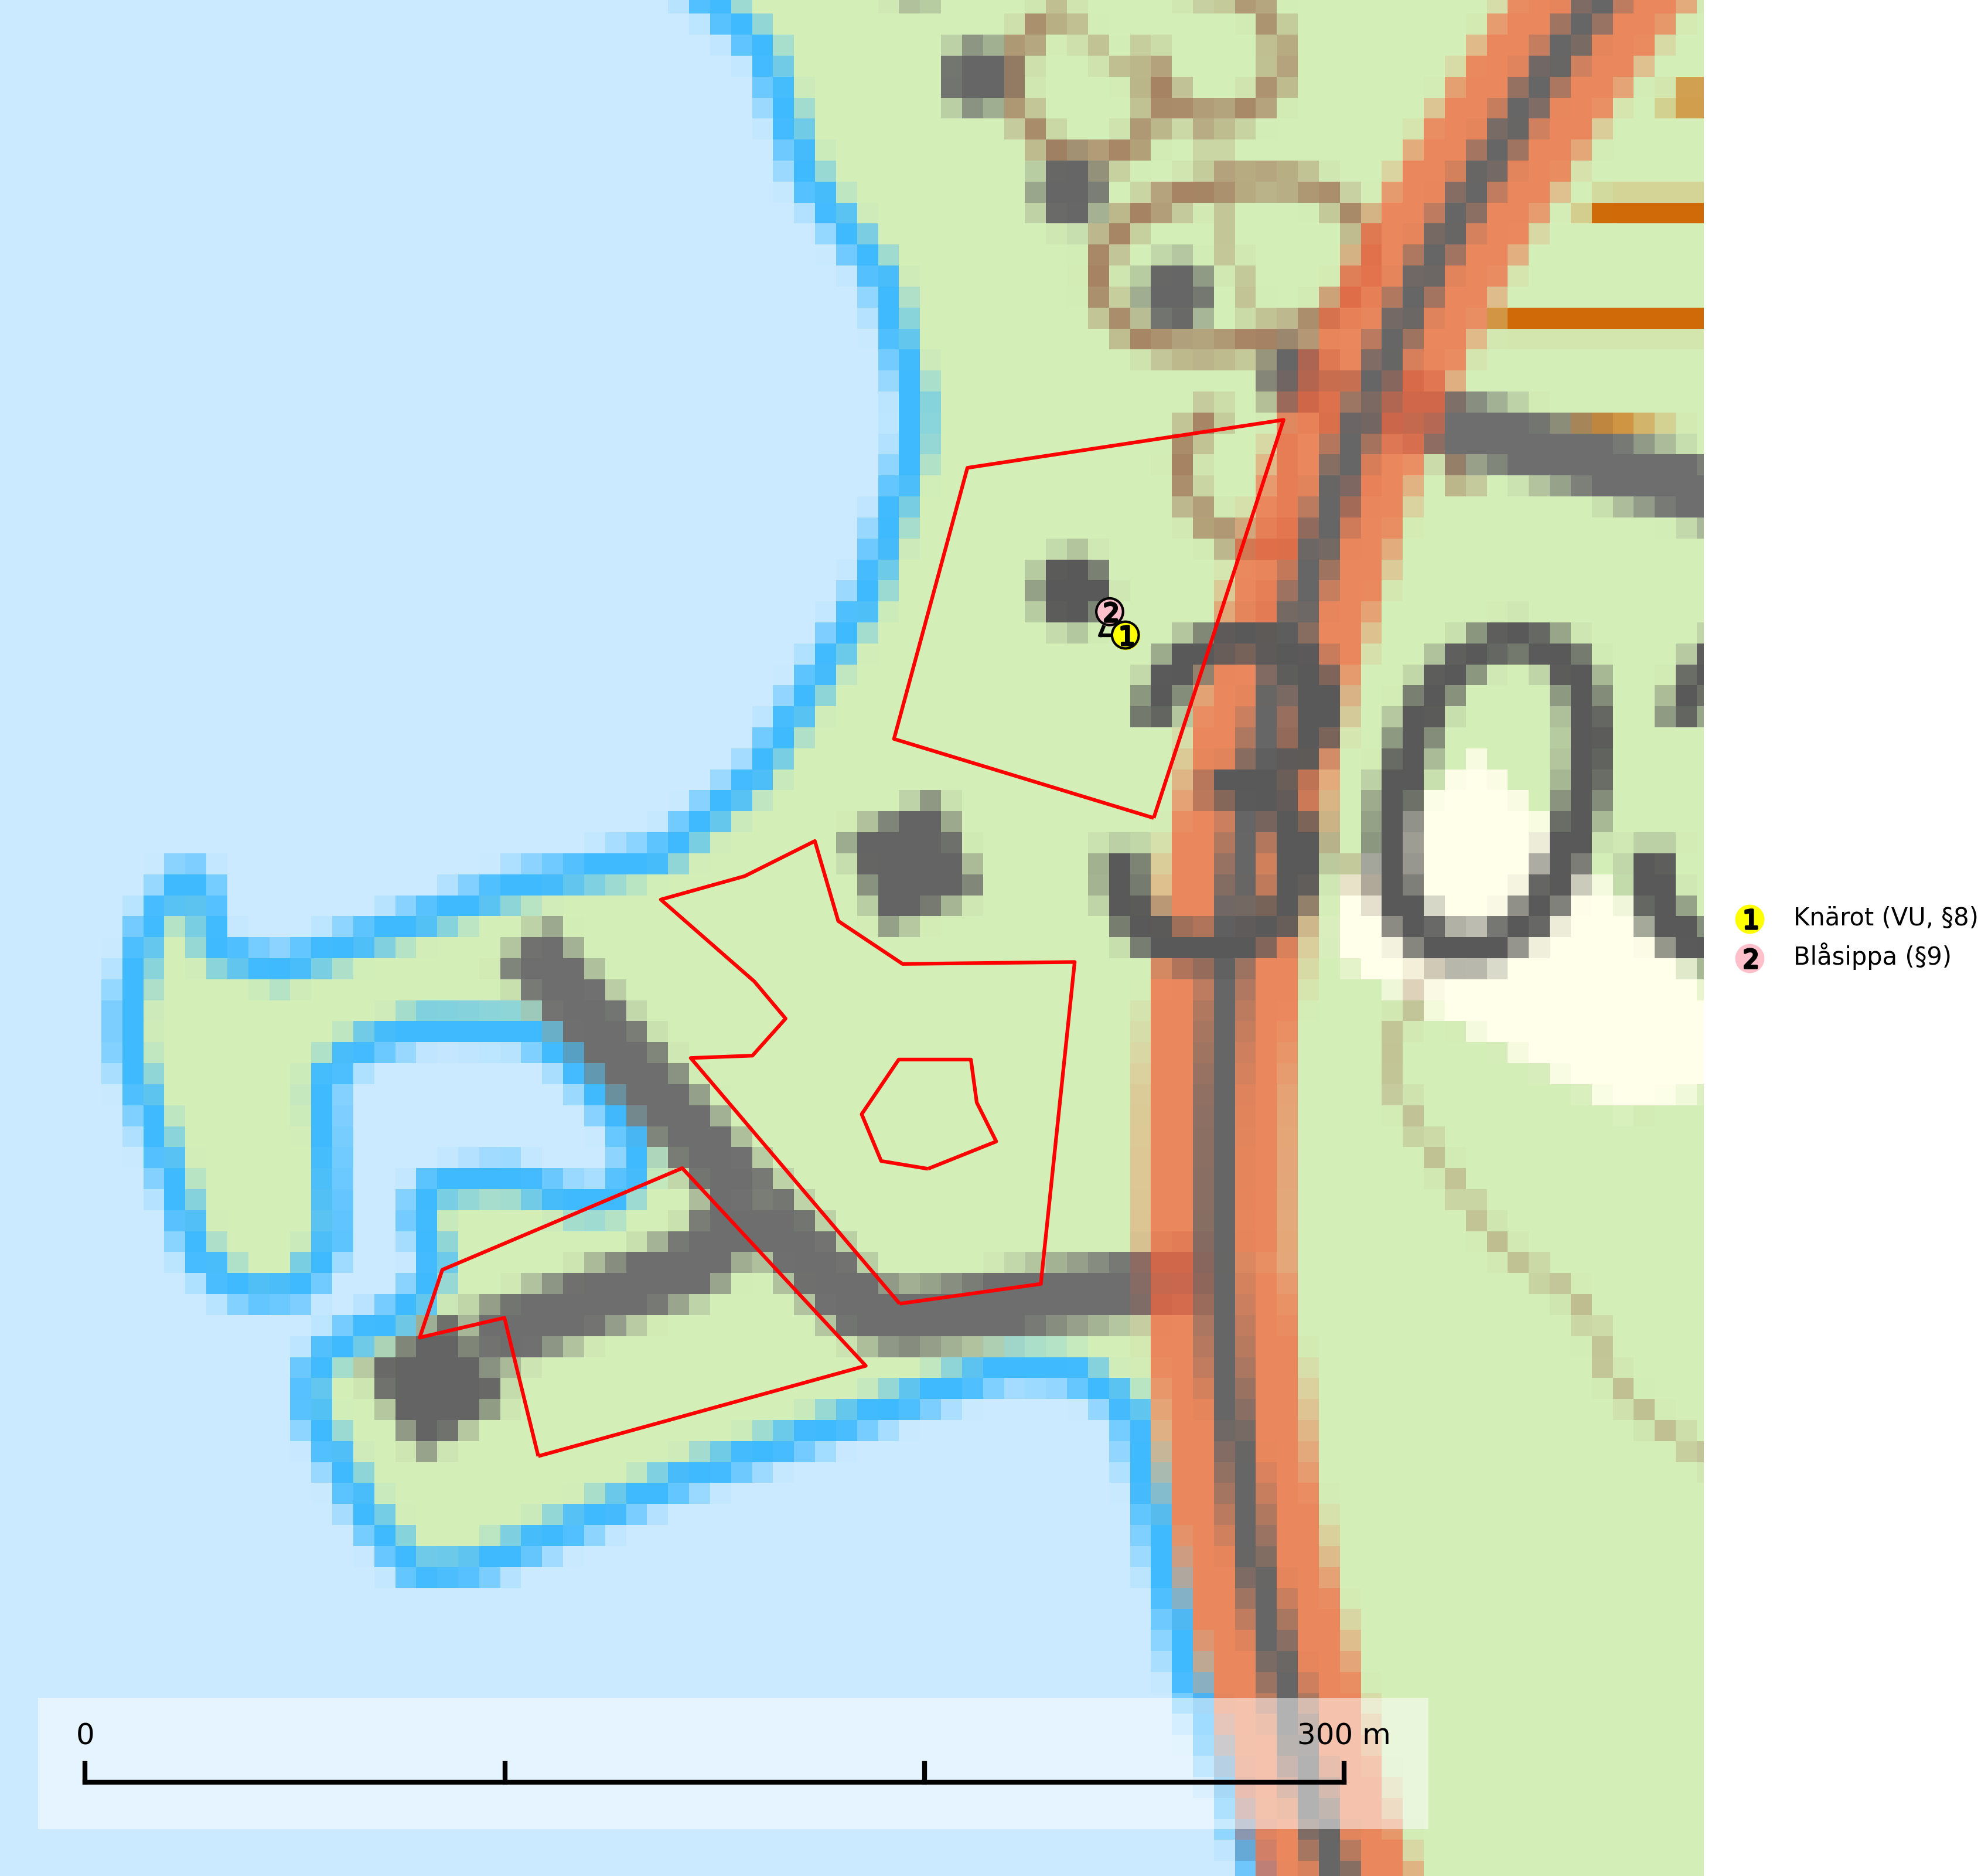 2
1
1 Knärot (VU, §8)
2 Blåsippa (§9)
0 300 m